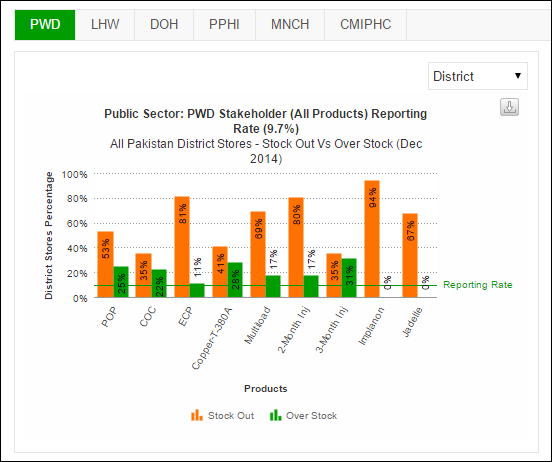 PWD LHW DOH PPHI MNCH CMIPHC
District
Public Sector: PWD Stakeholder (All Products) Reporting
Rate (9.7%)
All Pakistan District Stores - Stock Out Vs Over Stock (Dec
2014)
District Stores Percentage
100%
80%
60%
40%
20%
0%
53% 25% 35% 22% 81% 11% 41% 28% 69% 17% 80% 17% 35% 31% 94% 0% 67% 0%
Reporting Rate
POP COC ECP Copper-T-380A Multiload 2-Month Inj 3-Month Inj Implanon Jadelle
Products
Stock Out Over Stock